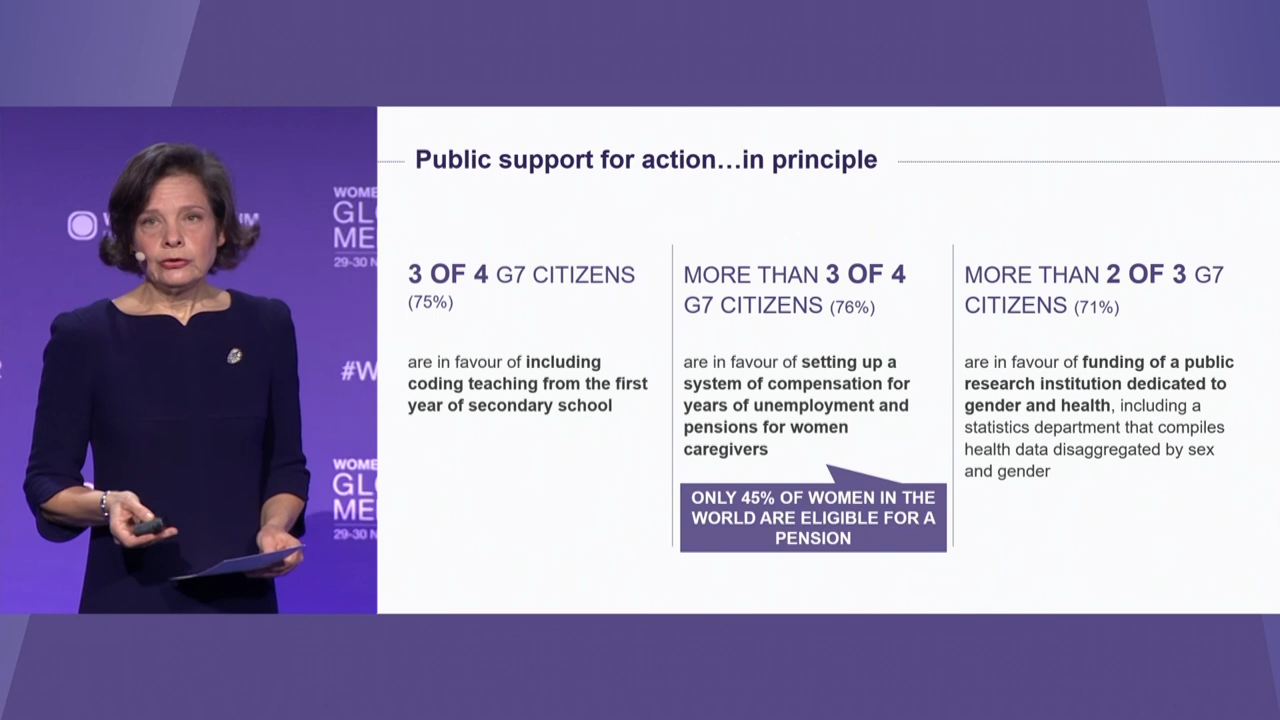 Public support for action…in principle
WOME
GL
ME
29-30 N
#W
WOME
GL
ME
29-30 N
3 OF 4 G7 CITIZENS
(75%)
are in favour of including
coding teaching from the first
year of secondary school
MORE THAN 3 OF 4
G7 CITIZENS (76%)
are in favour of setting up a
system of compensation for
years of unemployment and
pensions for women
caregivers
ONLY 45% OF WOMEN IN THE
WORLD ARE ELIGIBLE FOR A
PENSION
MORE THAN 2 OF 3 G7
CITIZENS (71%)
are in favour of funding of a public
research institution dedicated to
gender and health, including a
statistics department that compiles
health data disaggregated by sex
and gender